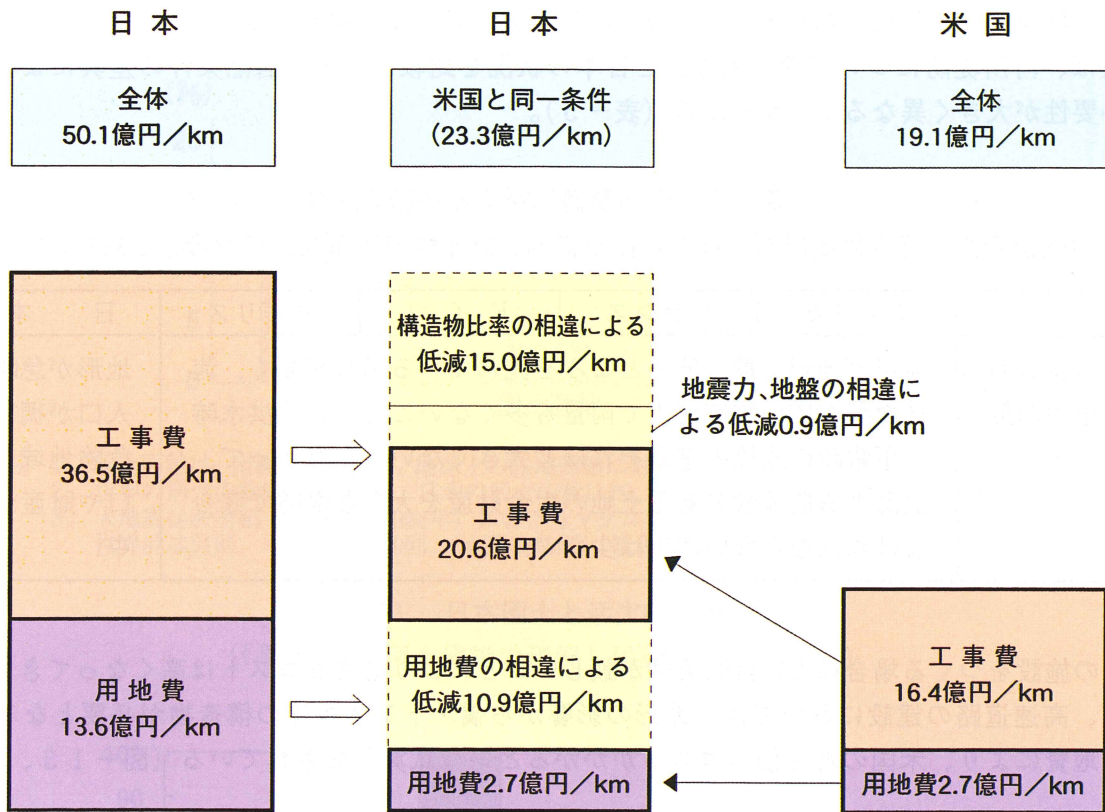 日 本
日 本
米 国
全体
50.1億円／km
米国と同一条件
(23.3億円／km)
全体
19.1億円／km
工 事 費
36.5億円／km
用 地 費
13.6億円／km
構造物比率の相違による
低減15.0億円／km
地震力、地盤の相違に
よる低減0.9億円／km
工 事 費
20.6億円／km
用地費の相違による
低減10.9億円／km
用地費2.7億円／km
工 事 費
16.4億円／km
用地費2.7億円／km